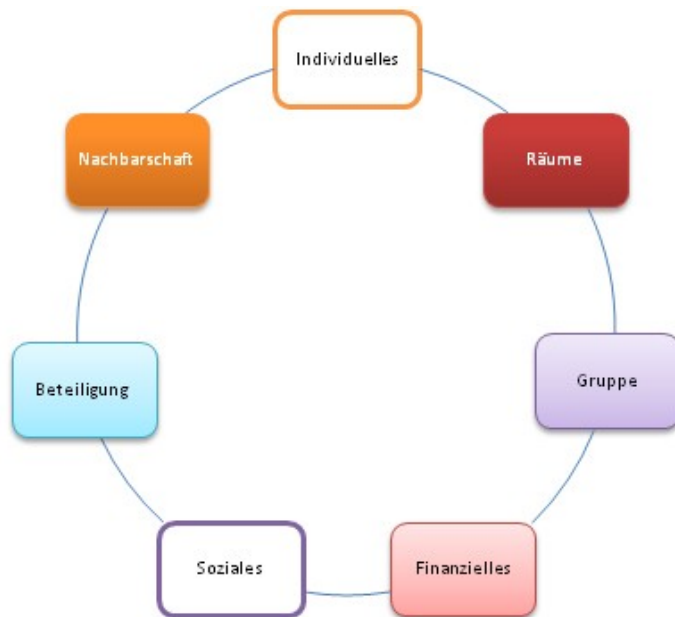 Individuelles
Nachbarschaft
Räume
Beteiligung
Gruppe
Soziales
Finanzielles